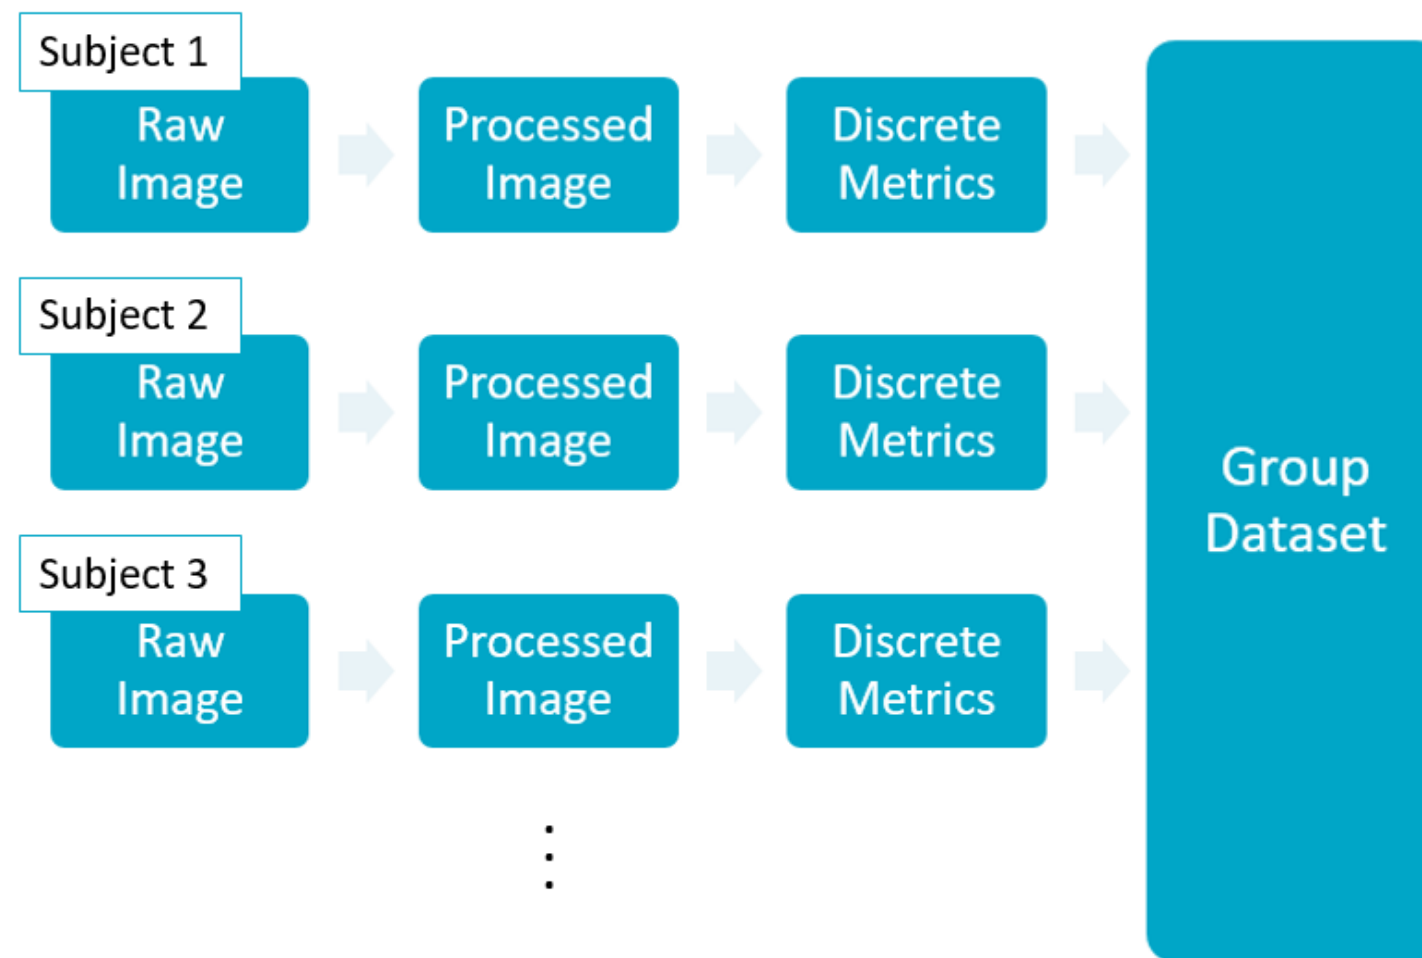 Subject 1
Raw
Image
Processed
Image
Discrete
Metrics
Subject 2
Raw
Image
Processed
Image
Discrete
Metrics
Subject 3
Raw
Image
Processed
Image
Discrete
Metrics
Group
Dataset